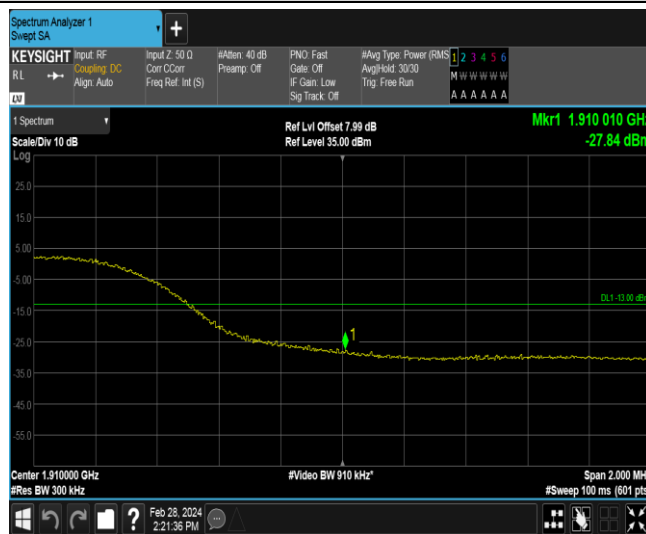 Spectrum Analyzer 1
Swept SA
+
KEYSIGHT
RL
Input: RF
Coupling: DC
Align: Auto
Input Z: 50 Ω
Corr CCorr
Freq Ref: Int (S)
#Atten: 40 dB
Preamp: Off
PNO: Fast
Gate: Off
IF Gain: Low
Sig Track: Off
#Avg Type: Power (RMS
Avg|Hold: 30/30
Trig: Free Run
1 2 3 4 5 6
M W W W W W
A A A A A A
LXI
1 Spectrum
Scale/Div 10 dB
Ref Lvl Offset 7.99 dB
Ref Level 35.00 dBm
Mkr1 1.910 010 GH
-27.84 dBm
Log
25.0
15.0
5.00
-5.00
DL1 -13.00 dB
-15.0
1
-25.0
-35.0
-45.0
-55.0
Center 1.910000 GHz
#Video BW 910 kHz*
Span 2.000 MH
#Res BW 300 kHz
#Sweep 100 ms (601 pts
?
Feb 28, 2024
2:21:36 PM